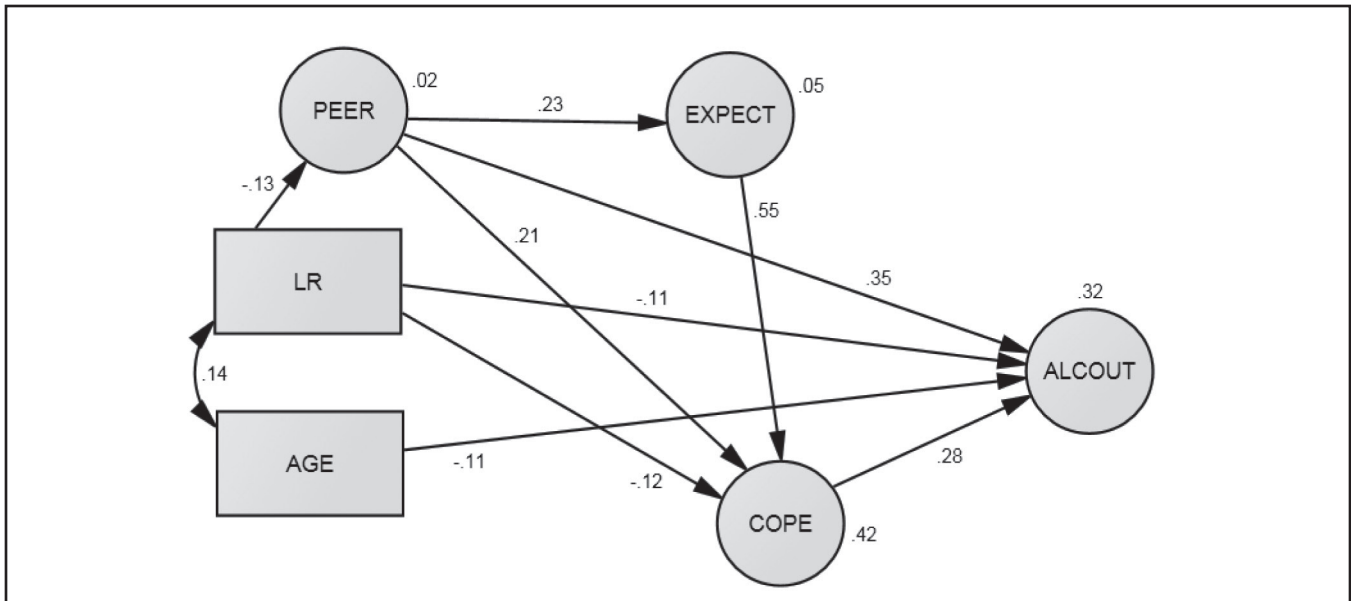 PEER
.02
.23
EXPECT
.05
-.13
.55
.21
LR
-.11
.35
.32
.14
ALCOUT
AGE
-.11
-.12
.28
COPE
.42